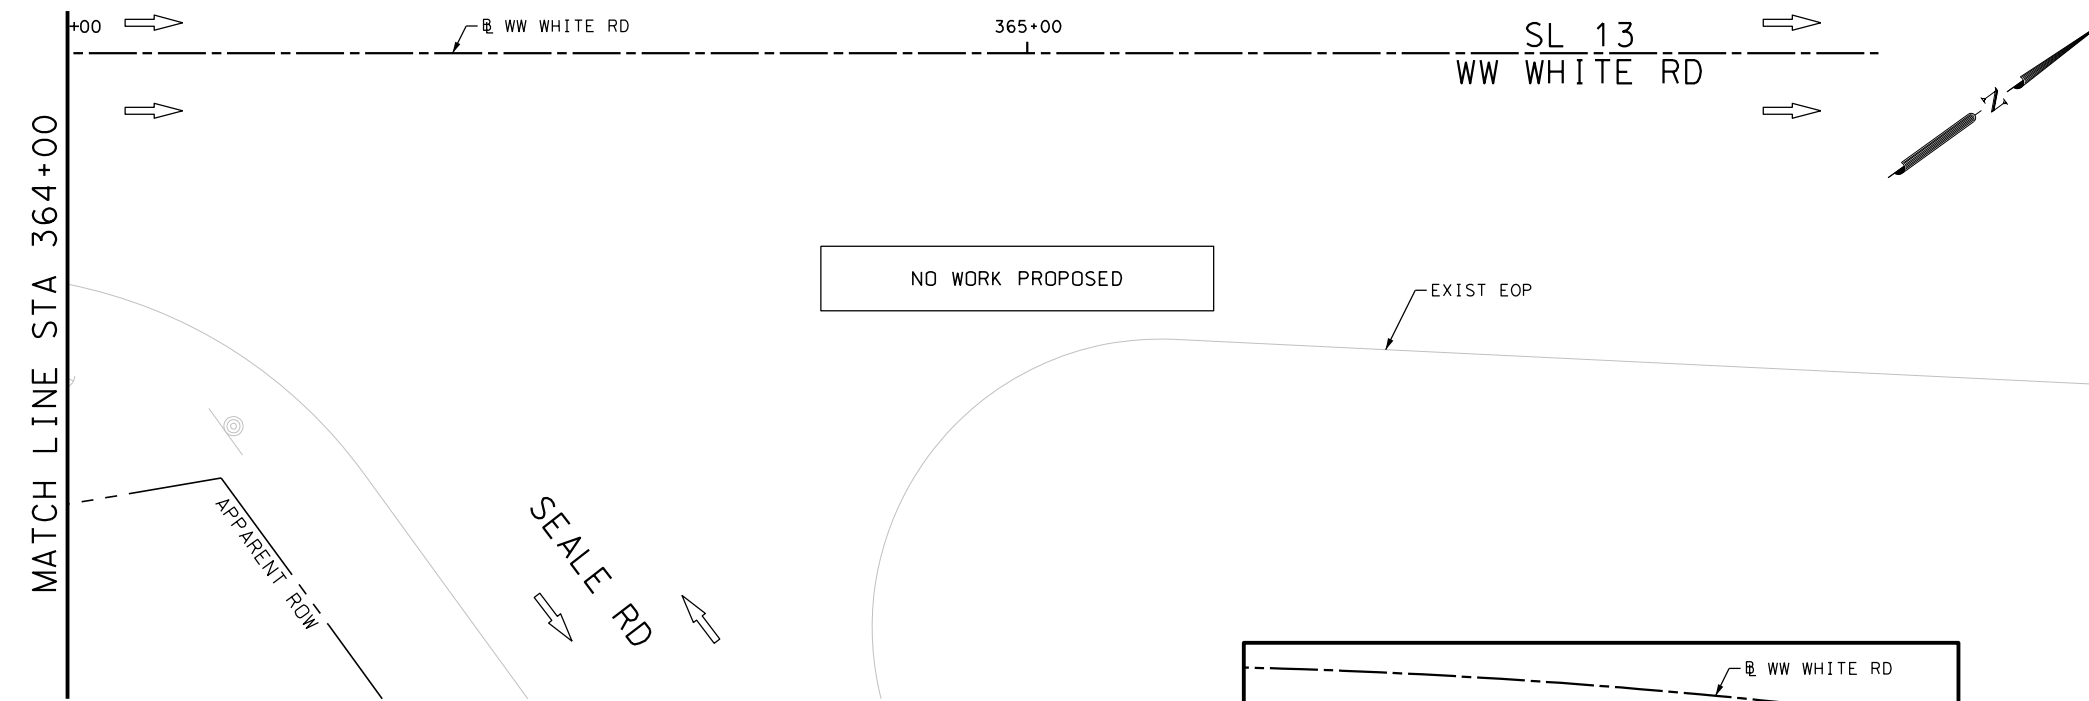 +00
℄ WW WHITE RD
365+00
SL 13
WW WHITE RD
N
MATCH LINE STA 364+00
NO WORK PROPOSED
EXIST EOP
APPARENT ROW
SEALE RD
℄ WW WHITE RD